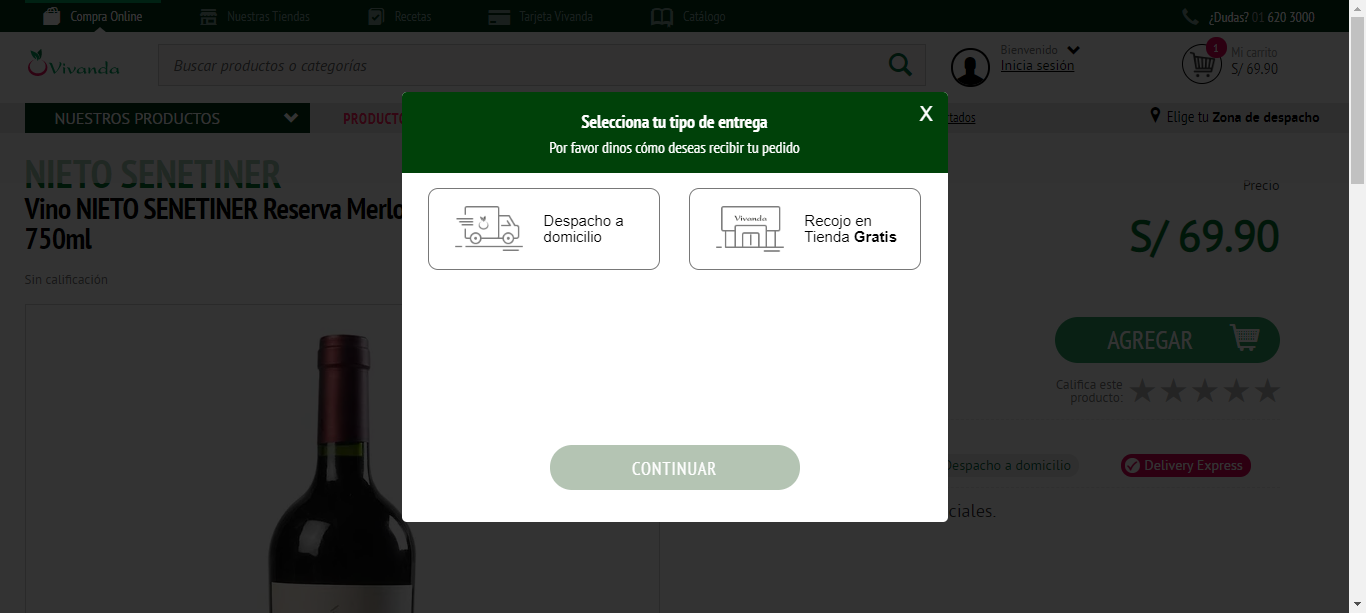 Compra Online
Nuestras Tiendas
Recetas
Tarjeta Vivanda
Catálogo
¿Dudas? 01 620 3000
Vivanda
Buscar productos o categorías
Bienvenido
Inicia sesión
1
Mi carrito
S/ 69.90
NUESTROS PRODUCTOS
PRODUCTO
tados
Elige tu Zona de despacho
Selecciona tu tipo de entrega
X
Por favor dinos cómo deseas recibir tu pedido
NIETO SENETINER
Vino NIETO SENETINER Reserva Merlo
750ml
Sin calificación
Precio
S/ 69.90
Despacho a
domicilio
Vivanda
Recojo en
Tienda Gratis
AGREGAR
Califica este
producto:
CONTINUAR
Despacho a domicilio
Delivery Express
ciales.